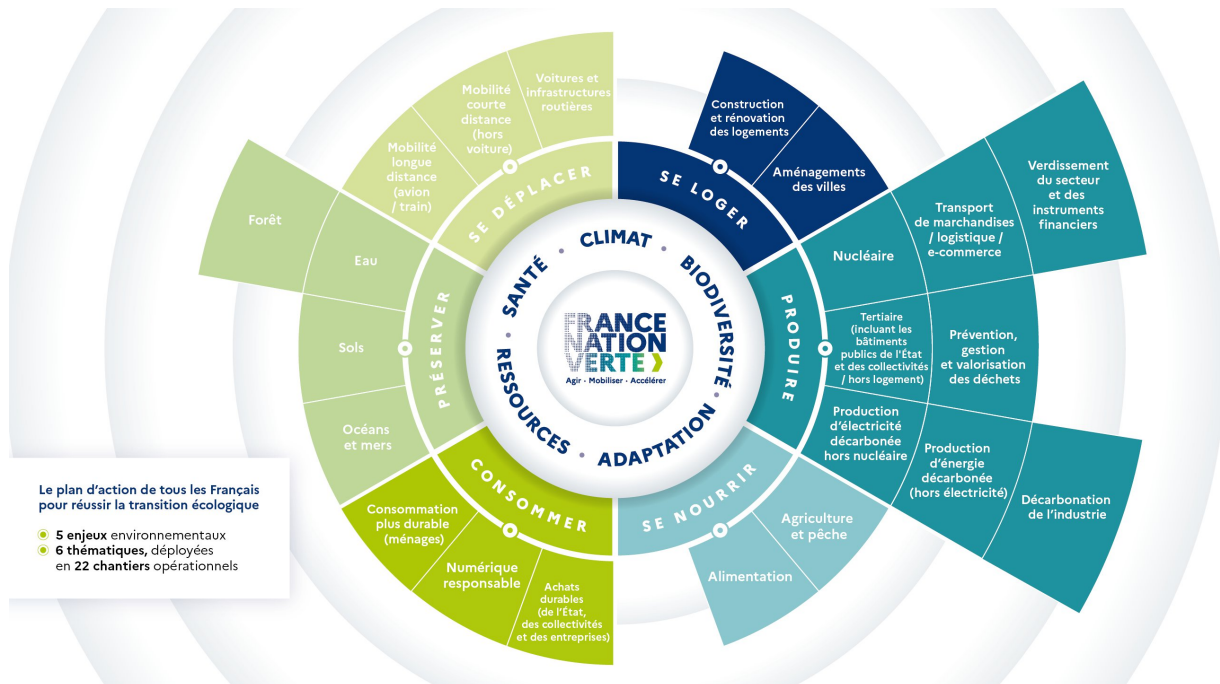 Voitures et
infrastructures
routières
Mobilité
courte
distance
(hors
voiture)
Mobilité
longue
distance
(avion
/ train)
SE DÉPLACER
Construction
et rénovation
des logements
Aménagements
des villes
SE LOGER
Forêt
Eau
Sols
Océans
et mers
PRÉSERVER
Nucléaire
Transport
de marchandises
/ logistique /
e-commerce
Verdissement
du secteur
et des
instruments
financiers
Tertiaire
(incluant les
bâtiments
publics de l'État
et des collectivités
/ hors logement)
Prévention,
gestion
et valorisation
des déchets
Production
d'électricité
décarbonée
hors nucléaire
Production
d'énergie
décarbonée
(hors électricité)
Décarbonation
de l'industrie
PRODUIRE
SANTÉ • CLIMAT • BIODIVERSITÉ • ADAPTATION • RESSOURCES •
FRANCE
NATION
VERTE
Agir • Mobiliser • Accélérer
CONSOMMER
Consommation
plus durable
(ménages)
Numérique
responsable
Achats
durables
(de l'État,
des collectivités
et des entreprises)
SE NOURRIR
Agriculture
et pêche
Alimentation
Le plan d'action de tous les Français
pour réussir la transition écologique
5 enjeux environnementaux
6 thématiques, déployées
en 22 chantiers opérationnels